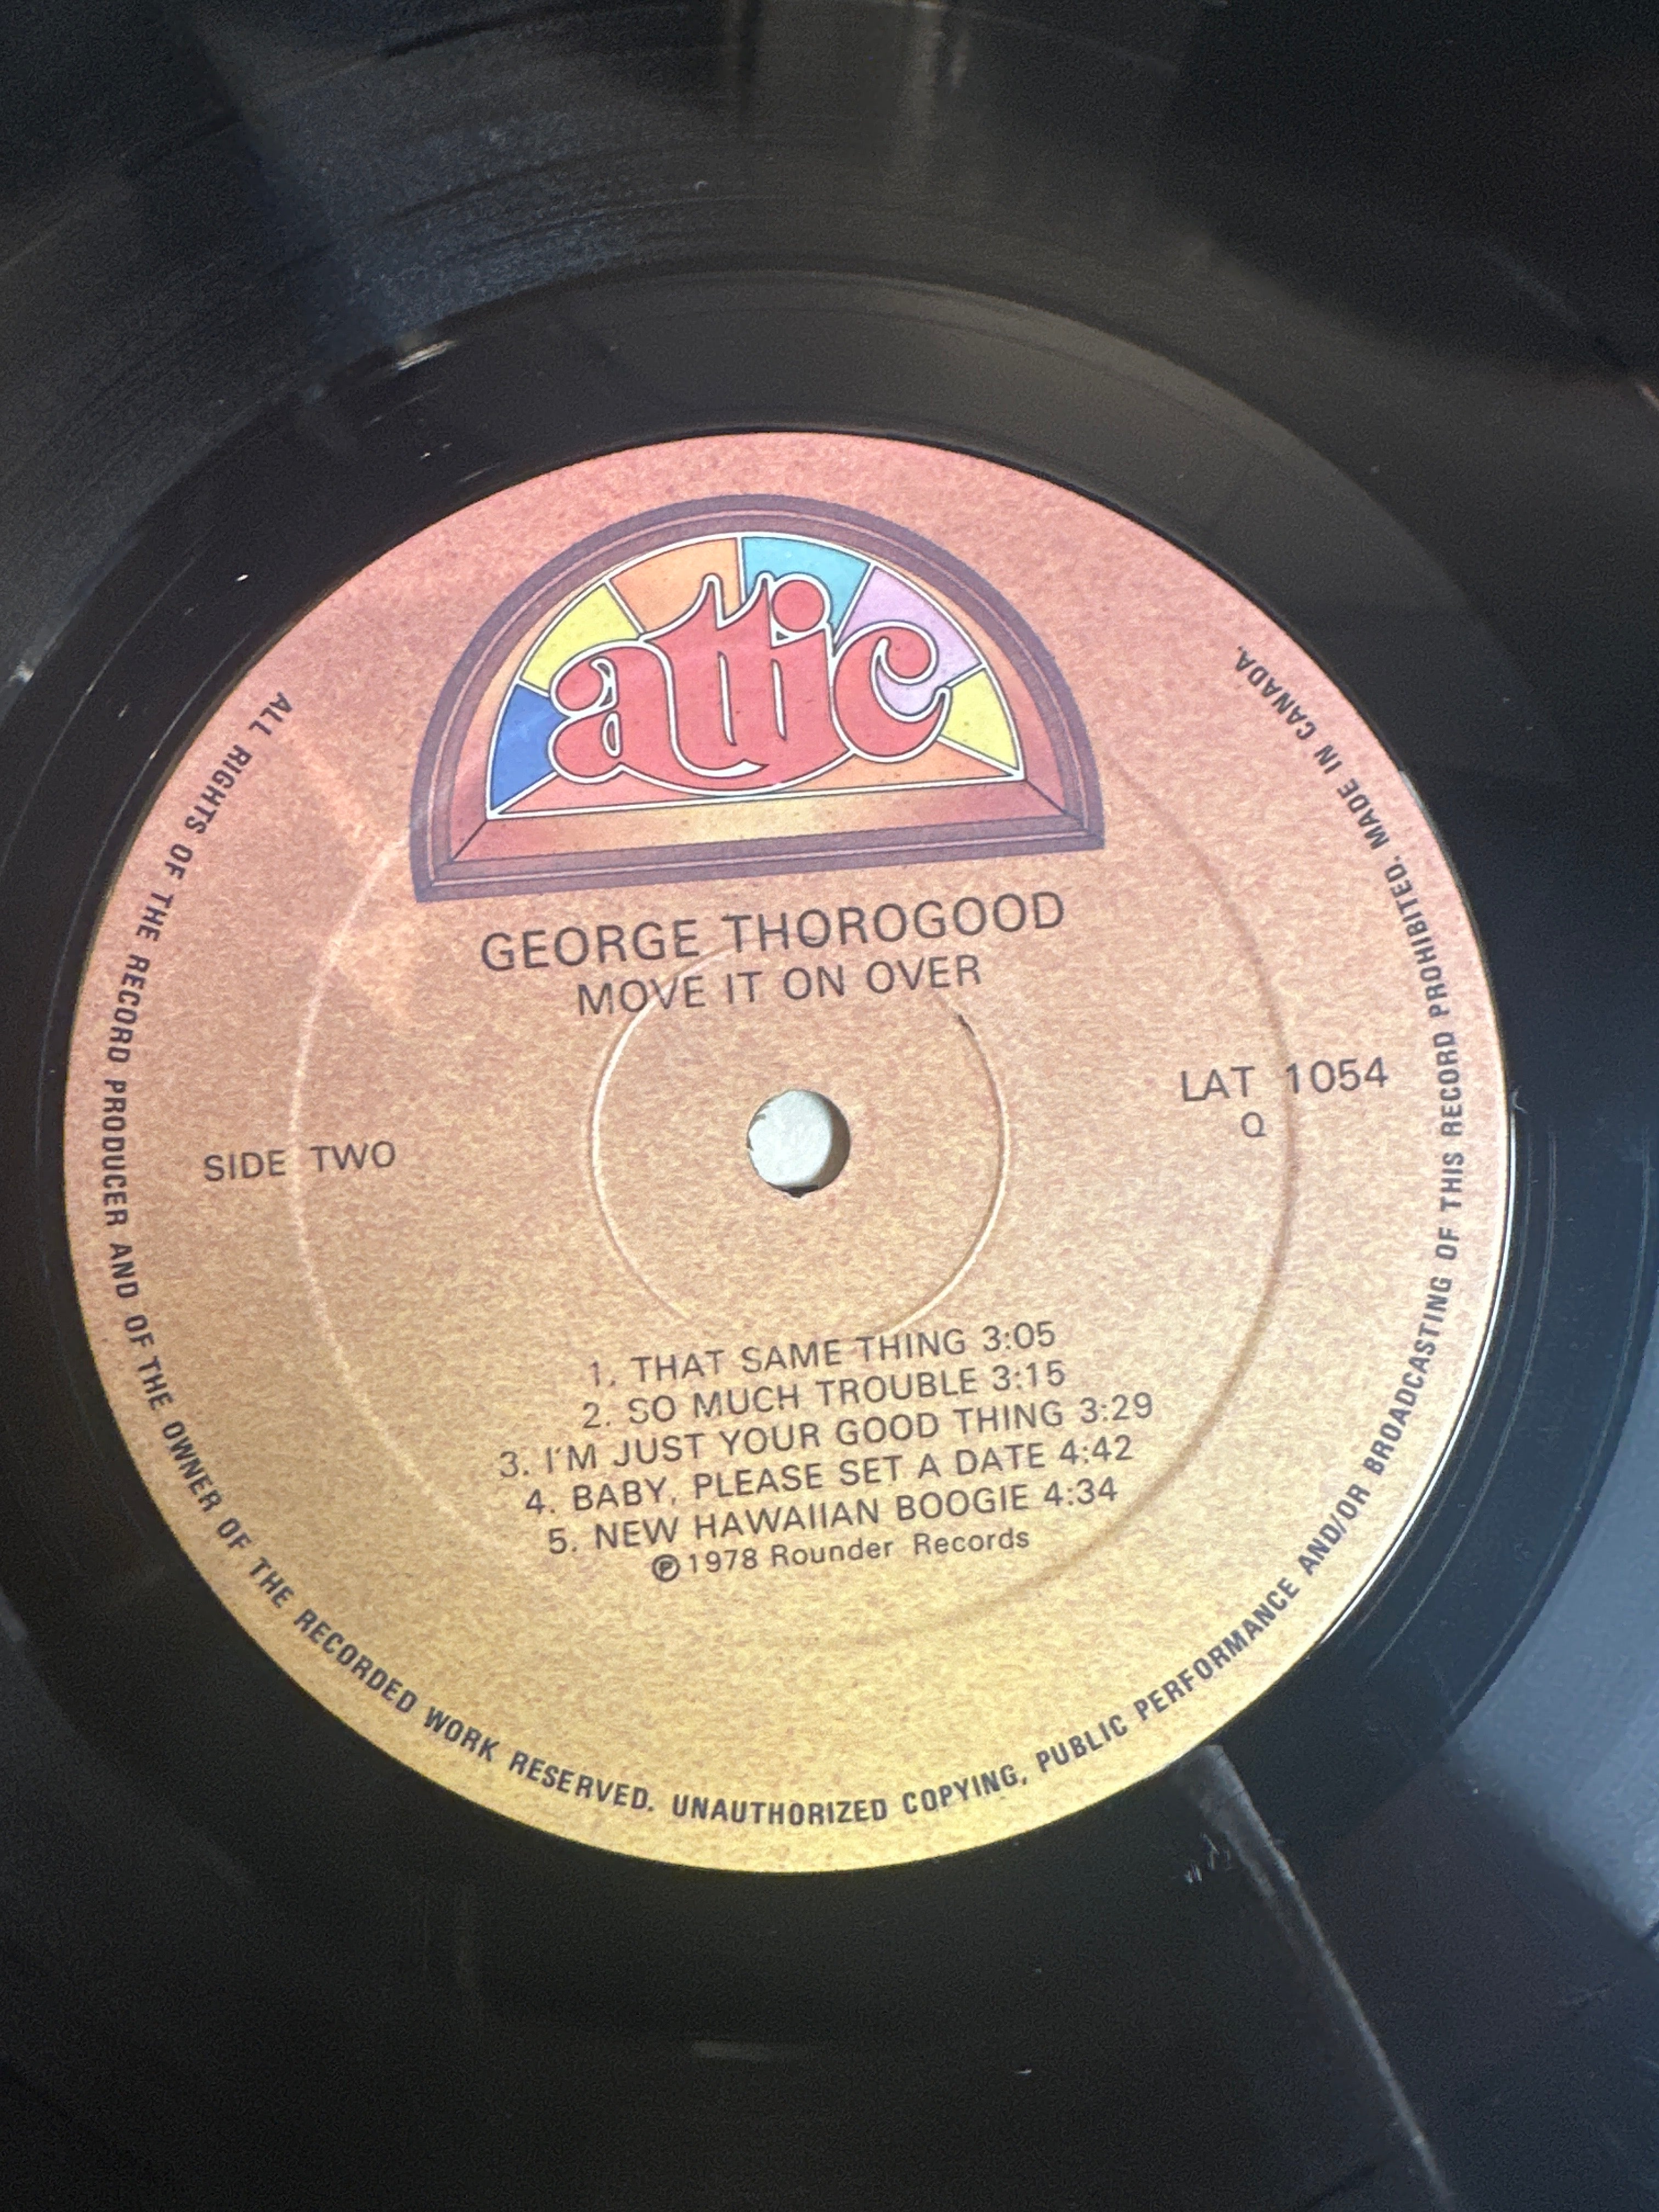 attic
GEORGE THOROGOOD
MOVE IT ON OVER
LAT 1054
Q
SIDE TWO
1. THAT SAME THING 3:05
2. SO MUCH TROUBLE 3:15
3. I'M JUST YOUR GOOD THING 3:29
4. BABY, PLEASE SET A DATE 4:42
5. NEW HAWAIIAN BOOGIE 4:34
℗1978 Rounder Records
ALL RIGHTS OF THE RECORD PRODUCER AND OF THE OWNER OF THE RECORDED WORK RESERVED. UNAUTHORIZED COPYING, PUBLIC PERFORMANCE AND/OR BROADCASTING OF THIS RECORD PROHIBITED. MADE IN CANADA.